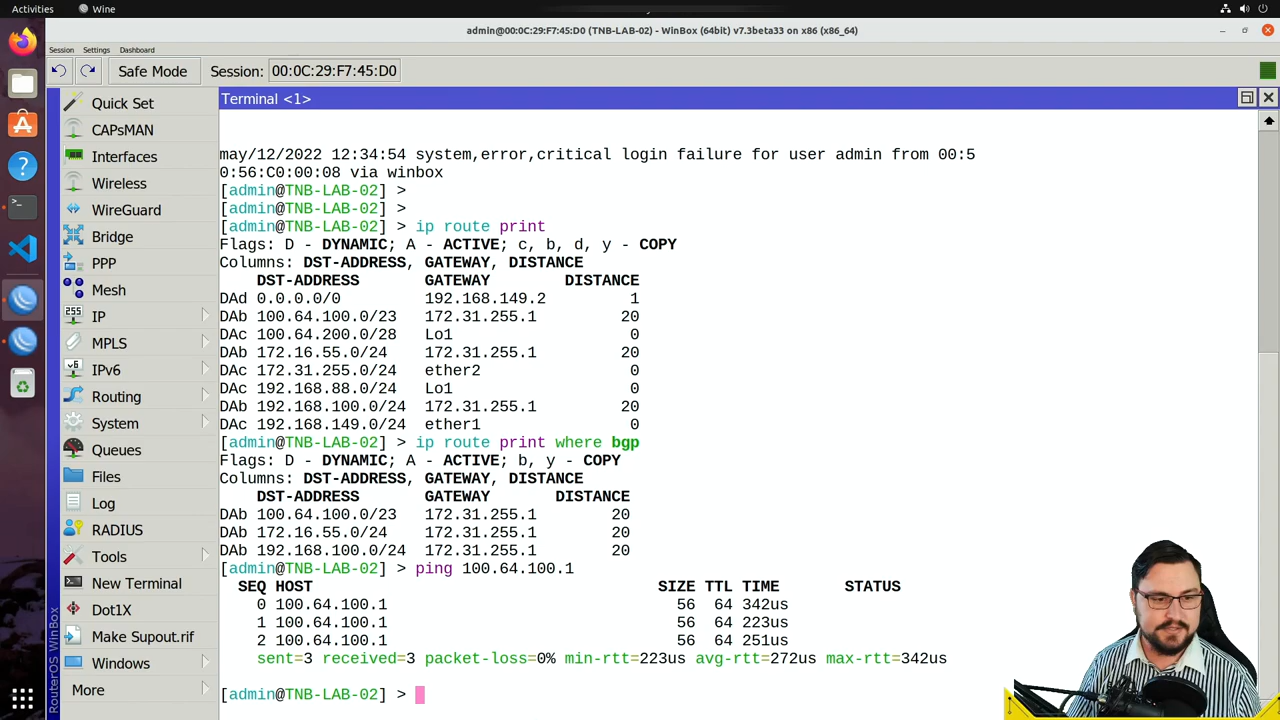 Activities
Wine
admin@00:0C:29:F7:45:D0 (TNB-LAB-02) - WinBox (64bit) v7.3beta33 on x86 (x86_64)
Session Settings Dashboard
Safe Mode Session: 00:0C:29:F7:45:D0
Quick Set
CAPsMAN
Interfaces
Wireless
WireGuard
Bridge
PPP
Mesh
IP
MPLS
IPv6
Routing
System
Queues
Files
Log
RADIUS
Tools
New Terminal
Dot1X
Make Supout.rif
Windows
More
RouterOS WinBox
Terminal <1>
may/12/2022 12:34:54 system,error,critical login failure for user admin from 00:5
0:56:C0:00:08 via winbox
[admin@TNB-LAB-02] >
[admin@TNB-LAB-02] >
[admin@TNB-LAB-02] > ip route print
Flags: D - DYNAMIC; A - ACTIVE; c, b, d, y - COPY
Columns: DST-ADDRESS, GATEWAY, DISTANCE
DST-ADDRESS GATEWAY DISTANCE
DAd 0.0.0.0/0 192.168.149.2 1
DAb 100.64.100.0/23 172.31.255.1 20
DAc 100.64.200.0/28 Lo1 0
DAb 172.16.55.0/24 172.31.255.1 20
DAc 172.31.255.0/24 ether2 0
DAc 192.168.88.0/24 Lo1 0
DAb 192.168.100.0/24 172.31.255.1 20
DAc 192.168.149.0/24 ether1 0
[admin@TNB-LAB-02] > ip route print where bgp
Flags: D - DYNAMIC; A - ACTIVE; b, y - COPY
Columns: DST-ADDRESS, GATEWAY, DISTANCE
DST-ADDRESS GATEWAY DISTANCE
DAb 100.64.100.0/23 172.31.255.1 20
DAb 172.16.55.0/24 172.31.255.1 20
DAb 192.168.100.0/24 172.31.255.1 20
[admin@TNB-LAB-02] > ping 100.64.100.1
SEQ HOST SIZE TTL TIME STATUS
0 100.64.100.1 56 64 342us
1 100.64.100.1 56 64 223us
2 100.64.100.1 56 64 251us
sent=3 received=3 packet-loss=0% min-rtt=223us avg-rtt=272us max-rtt=342us
[admin@TNB-LAB-02] >